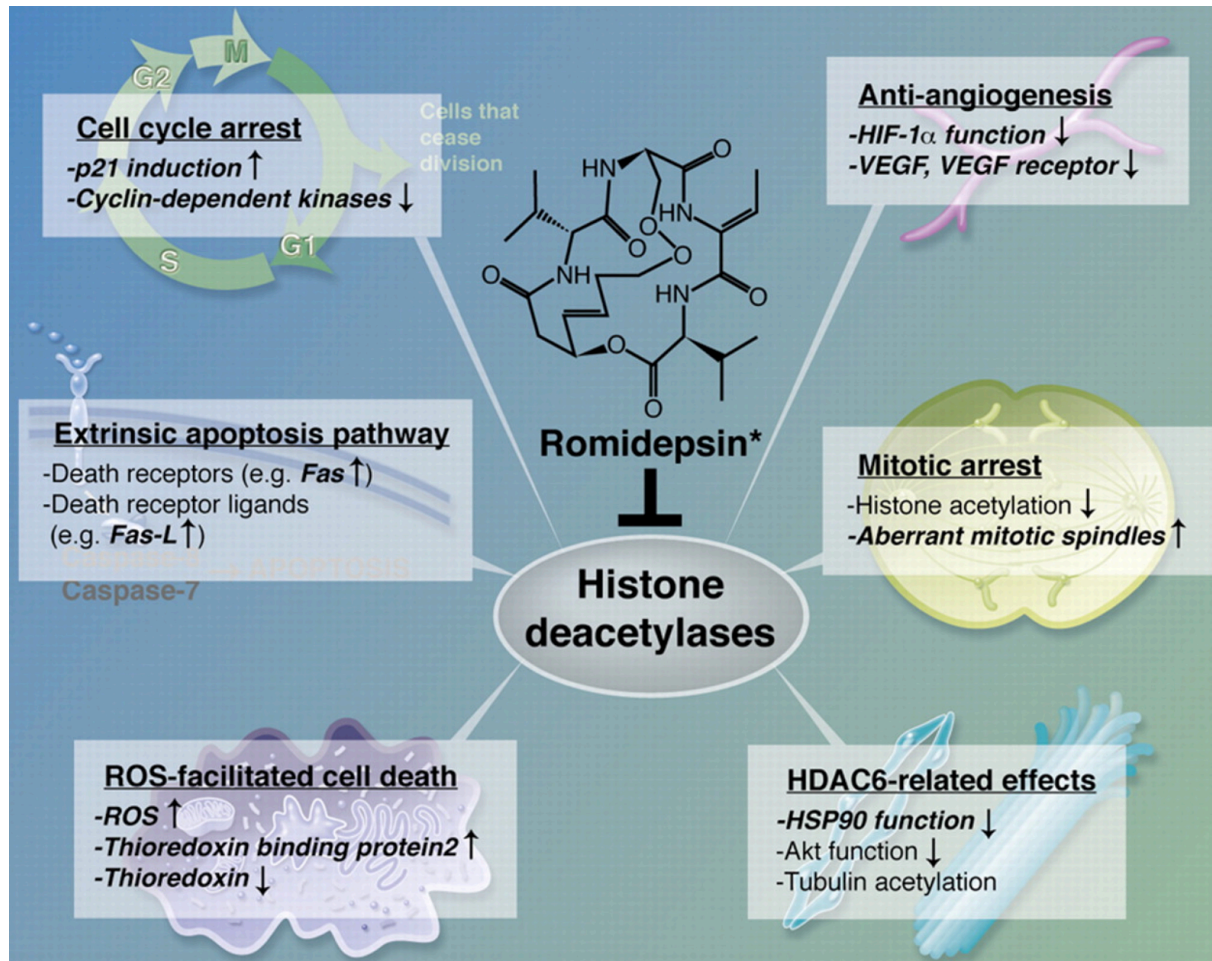 M
G2
G1
S
Cells that
cease
division
Cell cycle arrest
-p21 induction ↑
-Cyclin-dependent kinases ↓
Anti-angiogenesis
-HIF-1α function ↓
-VEGF, VEGF receptor ↓
O
HN
O
HN
O
O
O
NH
O
HN
O
O
O
Romidepsin*
Extrinsic apoptosis pathway
-Death receptors (e.g. Fas ↑)
-Death receptor ligands
(e.g. Fas-L ↑)
APOPTOSIS
Caspase-7
Mitotic arrest
-Histone acetylation ↓
-Aberrant mitotic spindles ↑
Histone
deacetylases
ROS-facilitated cell death
-ROS ↑
-Thioredoxin binding protein2 ↑
-Thioredoxin ↓
HDAC6-related effects
-HSP90 function ↓
-Akt function ↓
-Tubulin acetylation